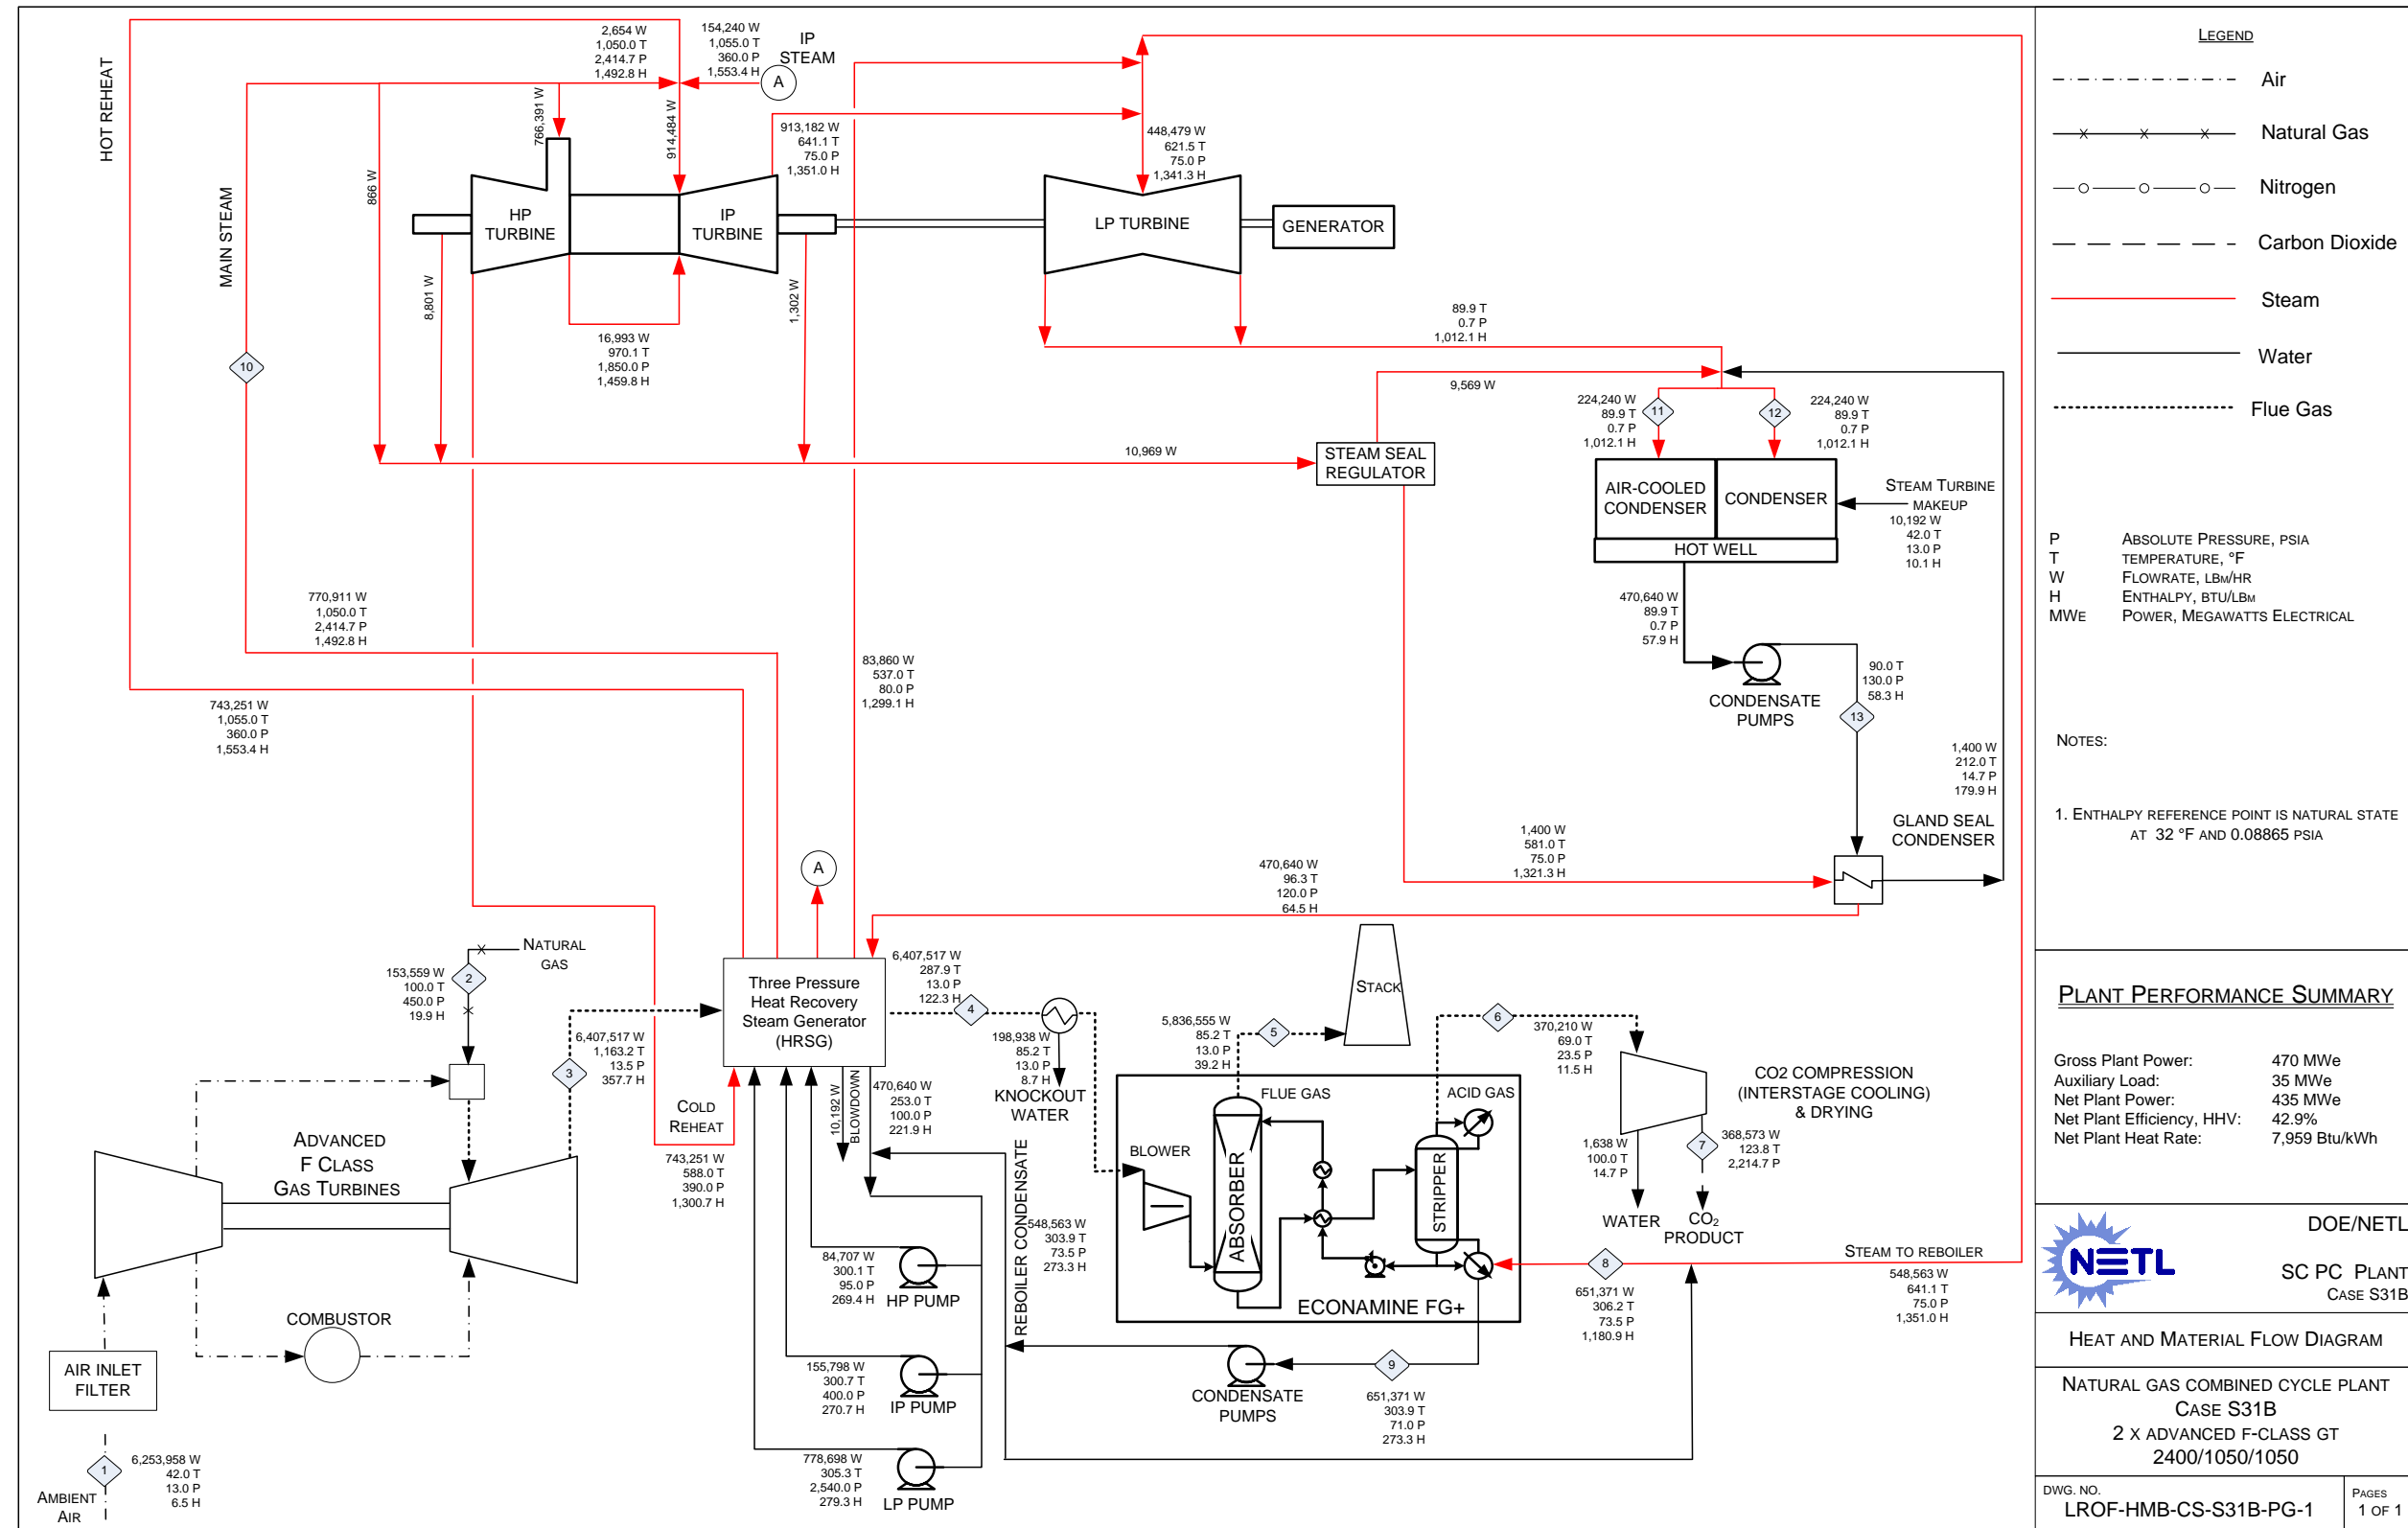 HOT REHEAT
2,654 W
1,050.0 T
2,414.7 P
1,492.8 H
154,240 W
1,055.0 T
360.0 P
1,553.4 H
IP
STEAM
A
766,391 W
914,484 W
913,182 W
641.1 T
75.0 P
1,351.0 H
448,479 W
621.5 T
75.0 P
1,341.3 H
866 W
MAIN STEAM
HP
TURBINE
IP
TURBINE
LP TURBINE
GENERATOR
8,801 W
1,302 W
16,993 W
970.1 T
1,850.0 P
1,459.8 H
10
89.9 T
0.7 P
1,012.1 H
9,569 W
224,240 W
89.9 T
0.7 P
1,012.1 H
11
12
224,240 W
89.9 T
0.7 P
1,012.1 H
10,969 W
STEAM SEAL
REGULATOR
AIR-COOLED
CONDENSER
CONDENSER
HOT WELL
STEAM TURBINE
MAKEUP
10,192 W
42.0 T
13.0 P
10.1 H
470,640 W
89.9 T
0.7 P
57.9 H
CONDENSATE
PUMPS
90.0 T
130.0 P
58.3 H
13
770,911 W
1,050.0 T
2,414.7 P
1,492.8 H
743,251 W
1,055.0 T
360.0 P
1,553.4 H
83,860 W
537.0 T
80.0 P
1,299.1 H
1,400 W
212.0 T
14.7 P
179.9 H
GLAND SEAL
CONDENSER
1,400 W
581.0 T
75.0 P
1,321.3 H
470,640 W
96.3 T
120.0 P
64.5 H
A
NATURAL
GAS
153,559 W
100.0 T
450.0 P
19.9 H
2
6,407,517 W
1,163.2 T
13.5 P
357.7 H
3
Three Pressure
Heat Recovery
Steam Generator
(HRSG)
6,407,517 W
287.9 T
13.0 P
122.3 H
4
198,938 W
85.2 T
13.0 P
8.7 H
KNOCKOUT
WATER
5,836,555 W
85.2 T
13.0 P
39.2 H
5
STACK
6
370,210 W
69.0 T
23.5 P
11.5 H
CO2 COMPRESSION
(INTERSTAGE COOLING)
& DRYING
1,638 W
100.0 T
14.7 P
7
368,573 W
123.8 T
2,214.7 P
WATER
CO2
PRODUCT
COLD
REHEAT
743,251 W
588.0 T
390.0 P
1,300.7 H
10,192 W
BLOWDOWN
470,640 W
253.0 T
100.0 P
221.9 H
REBOILER CONDENSATE
548,563 W
303.9 T
73.5 P
273.3 H
BLOWER
FLUE GAS
ABSORBER
ACID GAS
STRIPPER
ECONAMINE FG+
STEAM TO REBOILER
8
651,371 W
306.2 T
73.5 P
1,180.9 H
548,563 W
641.1 T
75.0 P
1,351.0 H
9
651,371 W
303.9 T
71.0 P
273.3 H
CONDENSATE
PUMPS
84,707 W
300.1 T
95.0 P
269.4 H
HP PUMP
155,798 W
300.7 T
400.0 P
270.7 H
IP PUMP
778,698 W
305.3 T
2,540.0 P
279.3 H
LP PUMP
ADVANCED
F CLASS
GAS TURBINES
COMBUSTOR
AIR INLET
FILTER
1
6,253,958 W
42.0 T
13.0 P
6.5 H
AMBIENT
AIR
LEGEND
Air
Natural Gas
Nitrogen
Carbon Dioxide
Steam
Water
Flue Gas
P ABSOLUTE PRESSURE, PSIA
T TEMPERATURE, °F
W FLOWRATE, LBM/HR
H ENTHALPY, BTU/LBM
MWE POWER, MEGAWATTS ELECTRICAL
NOTES:
1. ENTHALPY REFERENCE POINT IS NATURAL STATE
AT 32 °F AND 0.08865 PSIA
PLANT PERFORMANCE SUMMARY
Gross Plant Power: 470 MWe
Auxiliary Load: 35 MWe
Net Plant Power: 435 MWe
Net Plant Efficiency, HHV: 42.9%
Net Plant Heat Rate: 7,959 Btu/kWh
NETL
DOE/NETL
SC PC PLANT
CASE S31B
HEAT AND MATERIAL FLOW DIAGRAM
NATURAL GAS COMBINED CYCLE PLANT
CASE S31B
2 X ADVANCED F-CLASS GT
2400/1050/1050
DWG. NO.
LROF-HMB-CS-S31B-PG-1
PAGES
1 OF 1